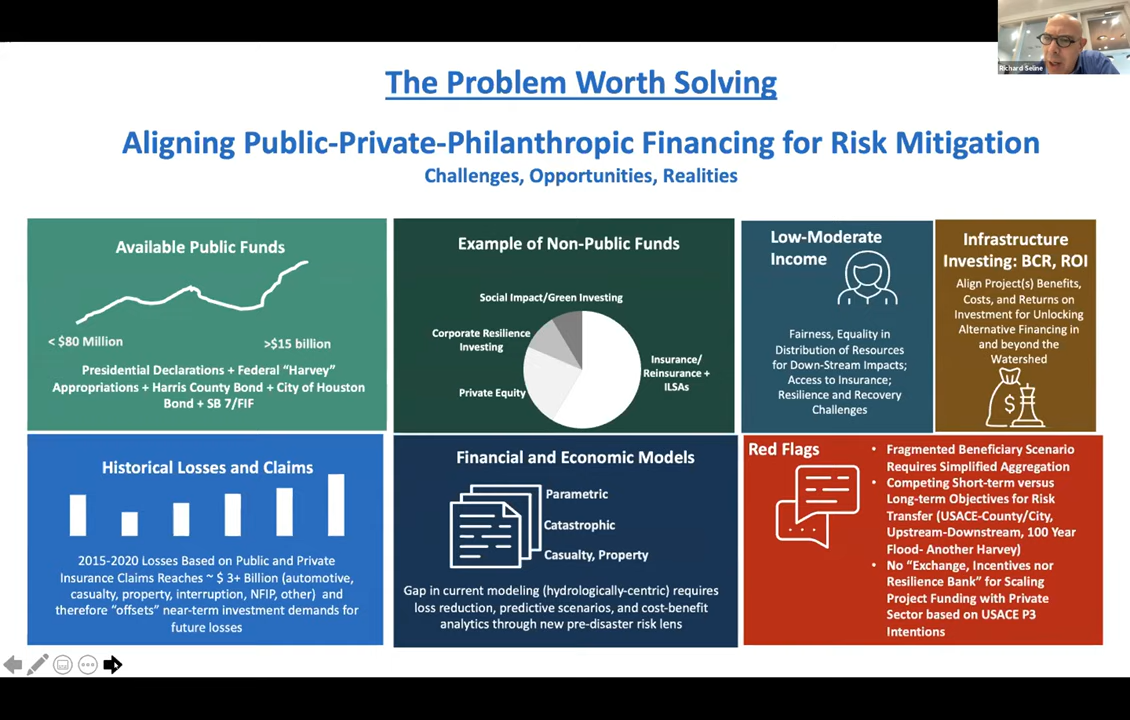 Richard Seline
The Problem Worth Solving
Aligning Public-Private-Philanthropic Financing for Risk Mitigation
Challenges, Opportunities, Realities
Available Public Funds
< $80 Million
>$15 billion
Presidential Declarations + Federal “Harvey”
Appropriations + Harris County Bond + City of Houston
Bond + SB 7/FIF
Example of Non-Public Funds
Social Impact/Green Investing
Corporate Resilience
Investing
Private Equity
Insurance/
Reinsurance +
ILSAs
Low-Moderate
Income
Fairness, Equality in
Distribution of Resources
for Down-Stream Impacts;
Access to Insurance;
Resilience and Recovery
Challenges
Infrastructure
Investing: BCR, ROI
Align Project(s) Benefits,
Costs, and Returns on
Investment for Unlocking
Alternative Financing in
and beyond the
Watershed
$
Historical Losses and Claims
2015-2020 Losses Based on Public and Private
Insurance Claims Reaches ~ $ 3+ Billion (automotive,
casualty, property, interruption, NFIP, other) and
therefore “offsets” near-term investment demands for
future losses
Financial and Economic Models
Parametric
Catastrophic
Casualty, Property
Gap in current modeling (hydrologically-centric) requires
loss reduction, predictive scenarios, and cost-benefit
analytics through new pre-disaster risk lens
Red Flags
• Fragmented Beneficiary Scenario
Requires Simplified Aggregation
• Competing Short-term versus
Long-term Objectives for Risk
Transfer (USACE-County/City,
Upstream-Downstream, 100 Year
Flood- Another Harvey)
• No “Exchange, Incentives nor
Resilience Bank” for Scaling
Project Funding with Private
Sector based on USACE P3
Intentions